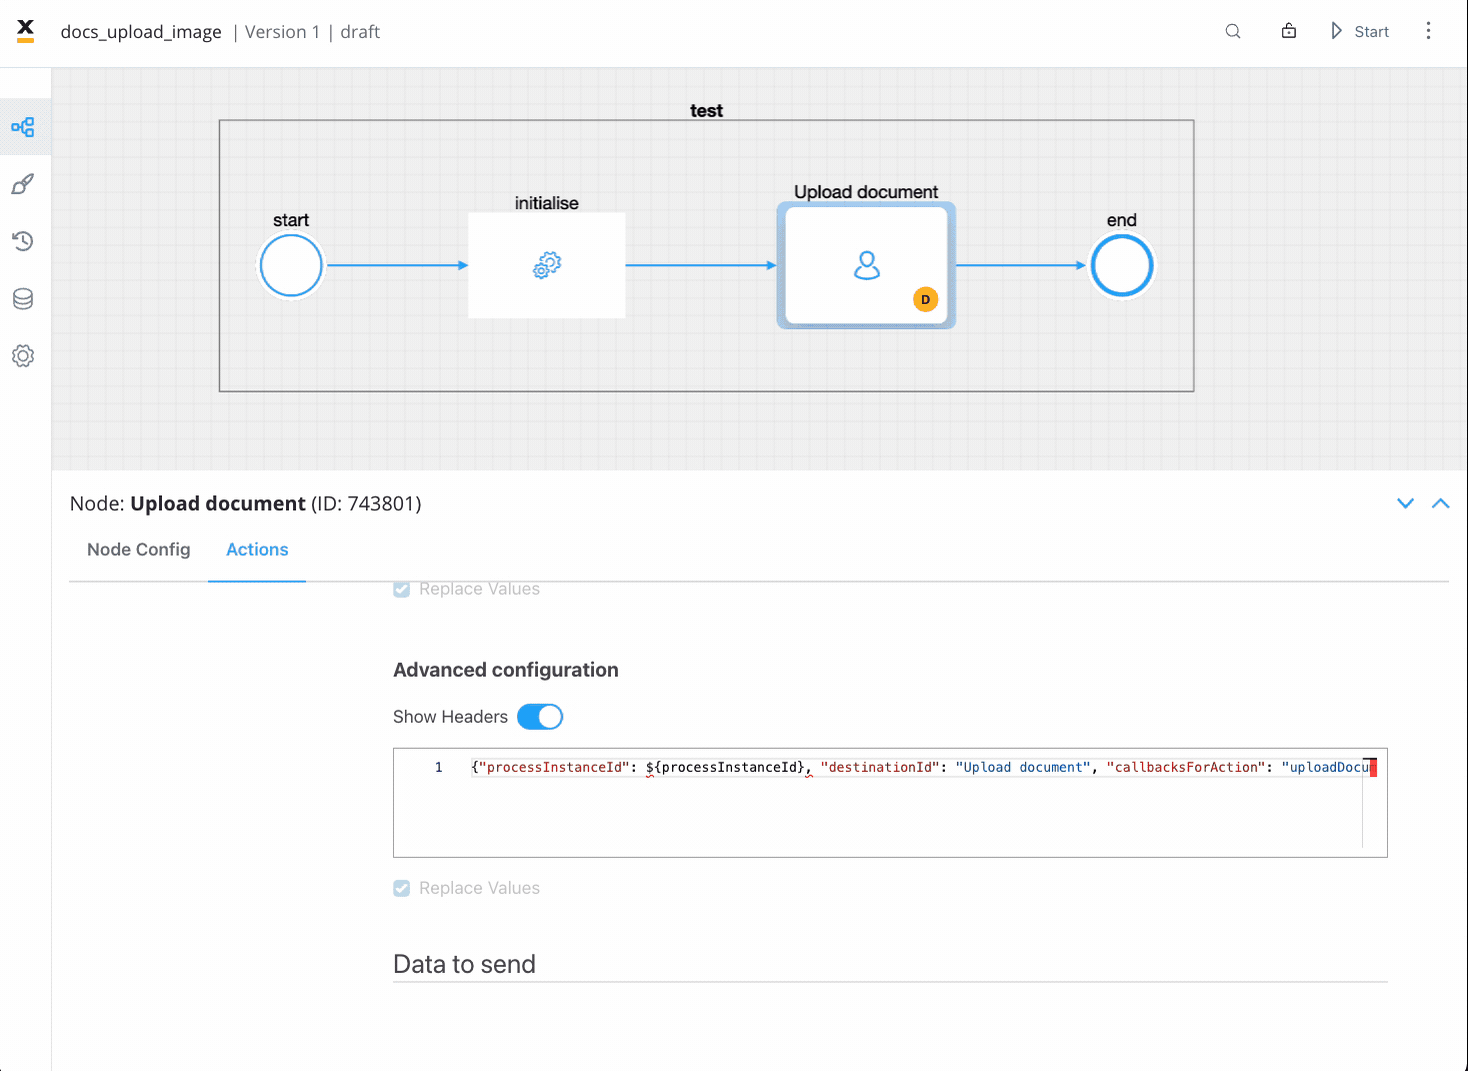 docs_upload_image | Version 1 | draft
Start
test
start
initialise
Upload document
D
end
Node: Upload document (ID: 743801)
Node Config
Actions
Replace Values
Advanced configuration
Show Headers
1 {"processInstanceId": ${processInstanceId}, "destinationId": "Upload document", "callbacksForAction": "uploadDocu
Replace Values
Data to send